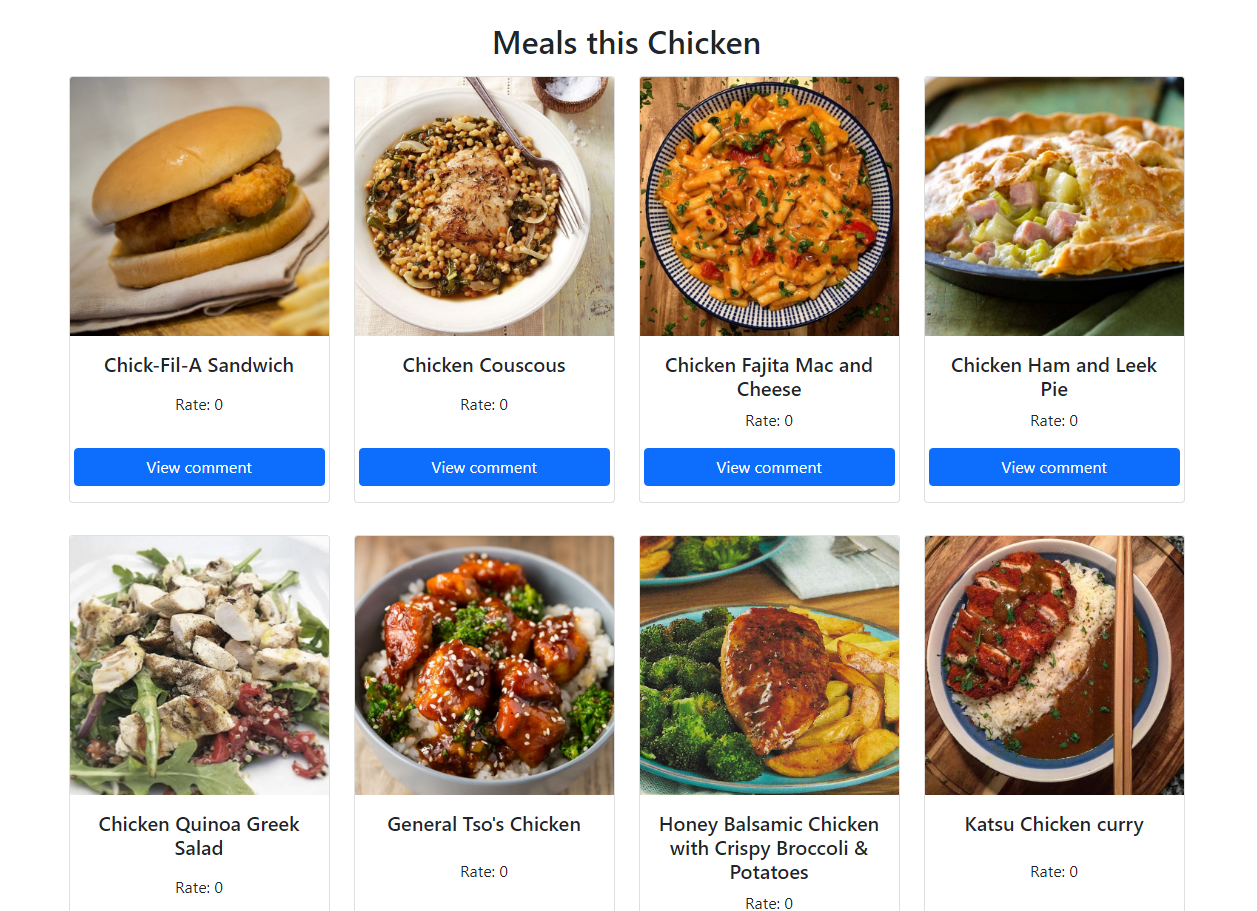 Meals this Chicken
Chick-Fil-A Sandwich
Rate: 0
View comment
Chicken Couscous
Rate: 0
View comment
Chicken Fajita Mac and
Cheese
Rate: 0
View comment
Chicken Ham and Leek
Pie
Rate: 0
View comment
Chicken Quinoa Greek
Salad
Rate: 0
General Tso's Chicken
Rate: 0
Honey Balsamic Chicken
with Crispy Broccoli &
Potatoes
Rate: 0
Katsu Chicken curry
Rate: 0